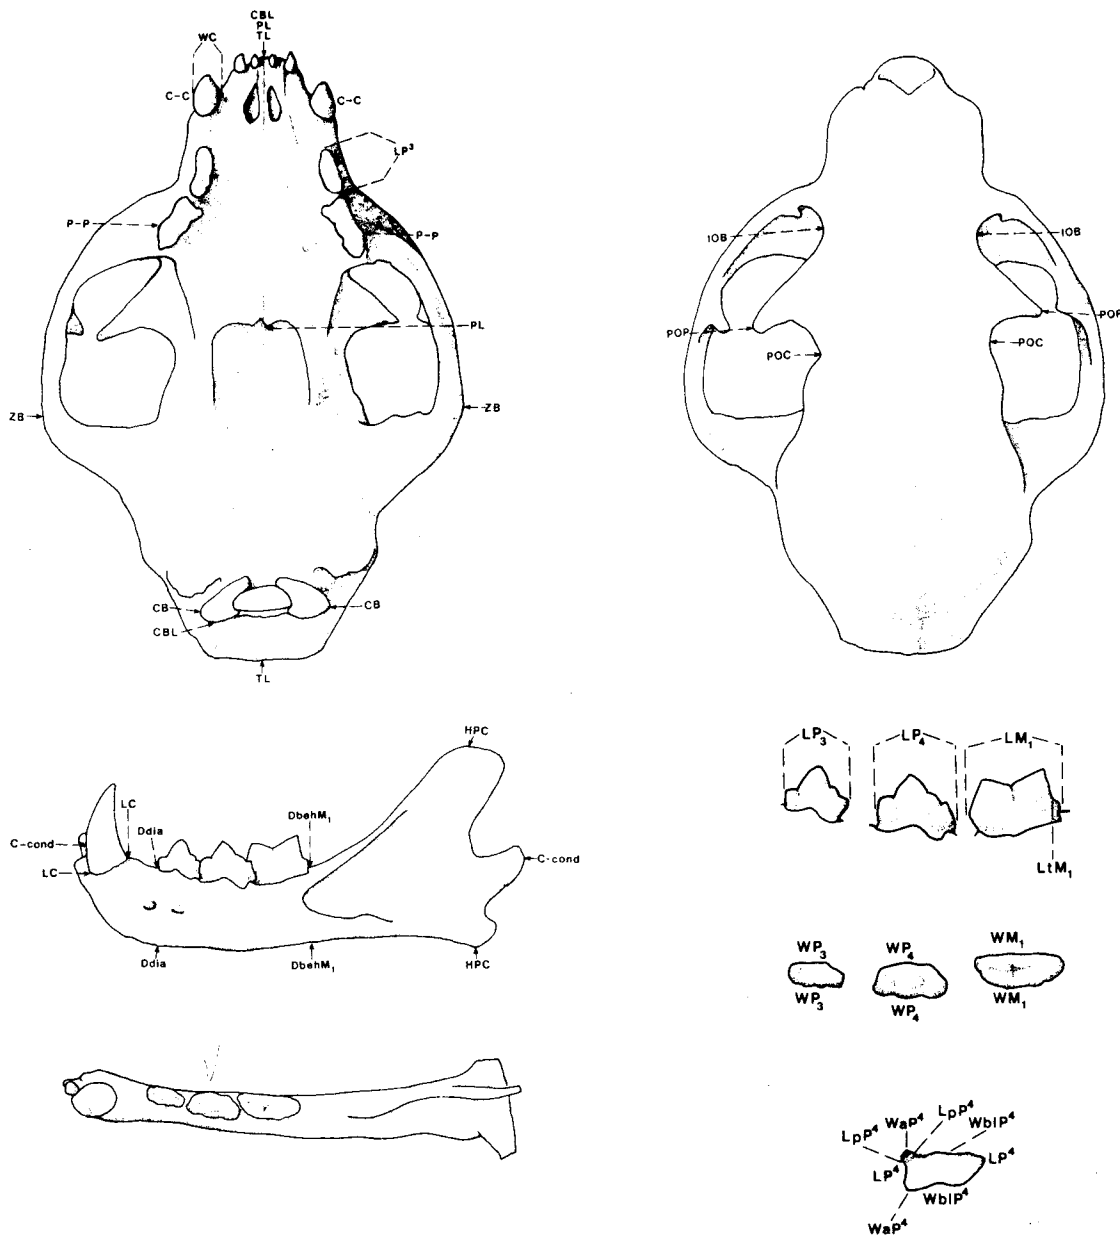 CBL
PL
TL
WC
C-C
C-C
LP³
P-P
P-P
PL
ZB
ZB
CB
CB
CBL
TL
IOB
IOB
POP
POP
POC
POC
HPC
LC
Ddia
DbehM₁
C-cond
C-cond
LC
Ddia
DbehM₁
HPC
LP₃
LP₄
LM₁
LtM₁
WP₃
WP₄
WM₁
WP₃
WP₄
WM₁
LpP⁴
WaP⁴
LpP⁴
WblP⁴
LP⁴
LP⁴
WblP⁴
WaP⁴